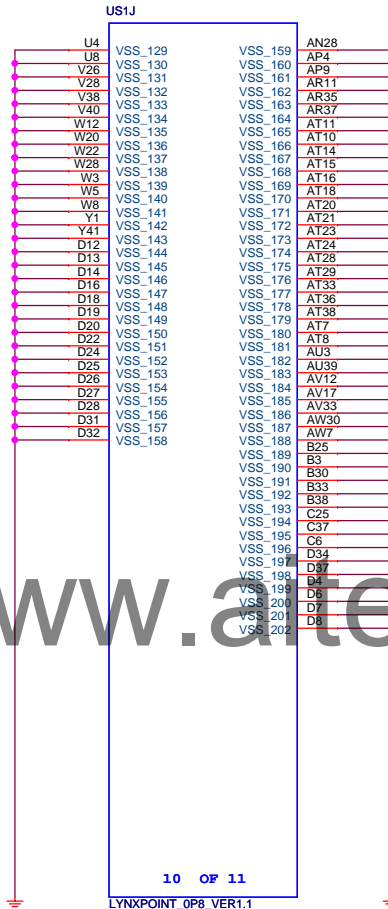 US1J
U4 VSS_129 VSS_159 AN28
U8 VSS_130 VSS_160 AP4
V26 VSS_131 VSS_161 AP9
V28 VSS_132 VSS_162 AR11
V38 VSS_133 VSS_163 AR35
V40 VSS_134 VSS_164 AR37
W12 VSS_135 VSS_165 AT11
W20 VSS_136 VSS_166 AT10
W22 VSS_137 VSS_167 AT14
W28 VSS_138 VSS_168 AT15
W3 VSS_139 VSS_169 AT16
W5 VSS_140 VSS_170 AT18
W8 VSS_141 VSS_171 AT20
Y1 VSS_142 VSS_172 AT21
Y41 VSS_143 VSS_173 AT23
D12 VSS_144 VSS_174 AT24
D13 VSS_145 VSS_175 AT28
D14 VSS_146 VSS_176 AT29
D16 VSS_147 VSS_177 AT33
D18 VSS_148 VSS_178 AT36
D19 VSS_149 VSS_179 AT38
D20 VSS_150 VSS_180 AT7
D22 VSS_151 VSS_181 AT8
D24 VSS_152 VSS_182 AU3
D25 VSS_153 VSS_183 AU39
D26 VSS_154 VSS_184 AV12
D27 VSS_155 VSS_185 AV17
D28 VSS_156 VSS_186 AV33
D31 VSS_157 VSS_187 AW30
D32 VSS_158 VSS_188 AW7
VSS_189 B25
VSS_190 B3
VSS_191 B30
VSS_192 B33
VSS_193 B38
VSS_194 C25
VSS_195 C37
VSS_196 C6
VSS_197 D34
VSS_198 D37
VSS_199 D4
VSS_200 D6
VSS_201 D7
VSS_202 D8
ww.aite
10 OF 11
LYNXPOINT_0P8_VER1.1